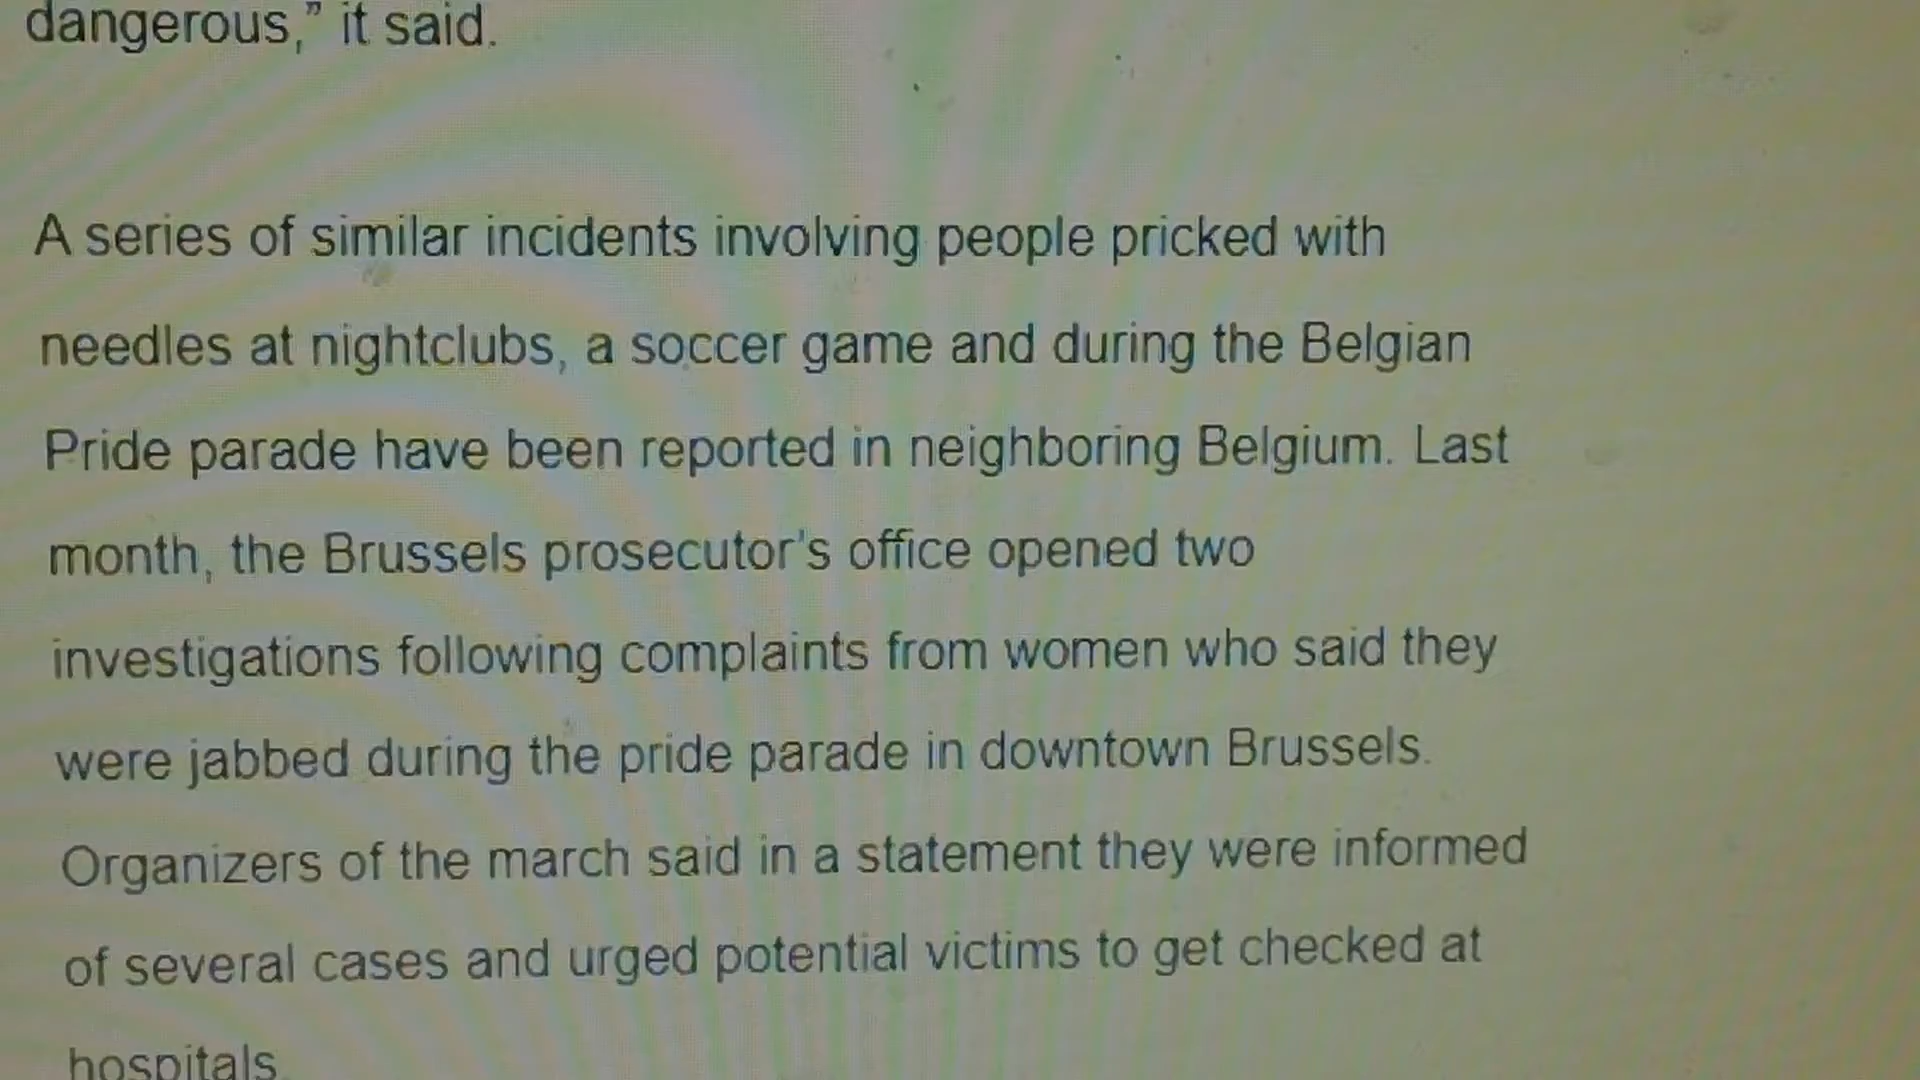 dangerous,” it said.
A series of similar incidents involving people pricked with
needles at nightclubs, a soccer game and during the Belgian
Pride parade have been reported in neighboring Belgium. Last
month, the Brussels prosecutor's office opened two
investigations following complaints from women who said they
were jabbed during the pride parade in downtown Brussels.
Organizers of the march said in a statement they were informed
of several cases and urged potential victims to get checked at
hospitals.